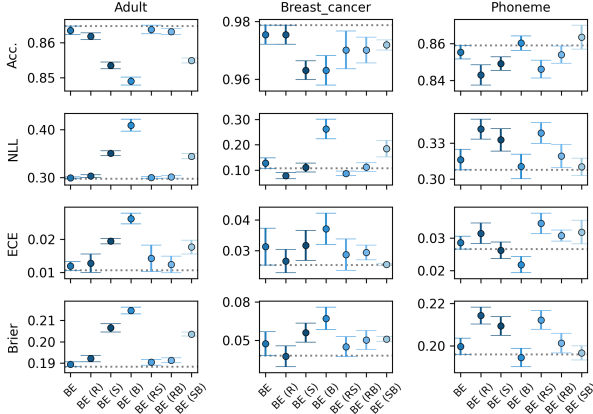 Adult Breast_cancer Phoneme
Acc. 0.86 0.85 0.98 0.96 0.86 0.84
NLL 0.40 0.30 0.30 0.20 0.10 0.33 0.30
ECE 0.02 0.01 0.04 0.03 0.03 0.02
Brier 0.21 0.20 0.19 0.08 0.05 0.22 0.20
BE BE (R) BE (S) BE (B) BE (RS) BE (RB) BE (SB) BE BE (R) BE (S) BE (B) BE (RS) BE (RB) BE (SB) BE BE (R) BE (S) BE (B) BE (RS) BE (RB) BE (SB)